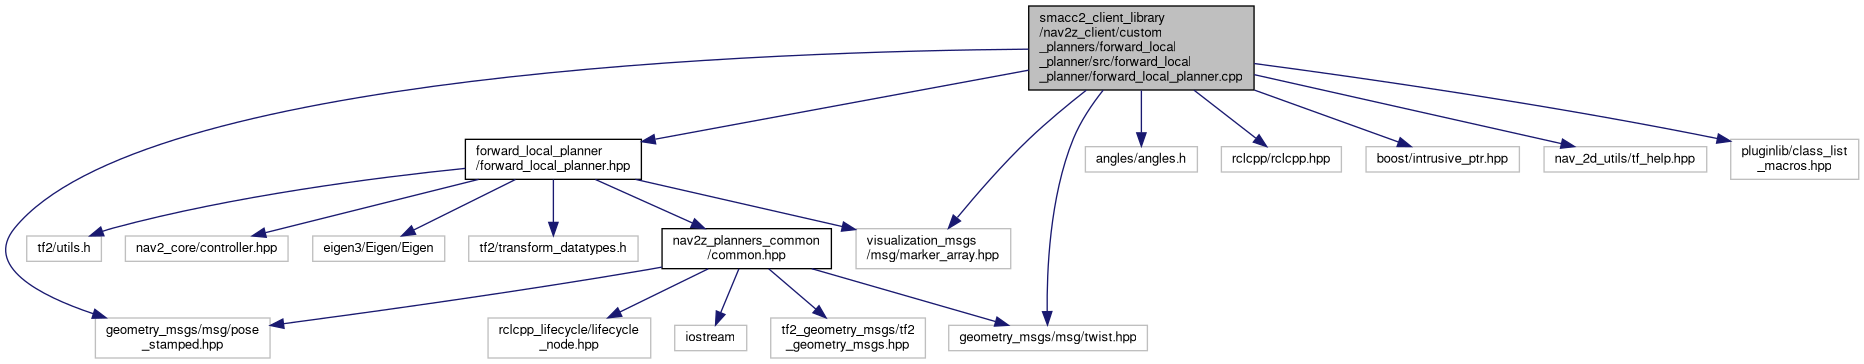 smacc2_client_library
/nav2z_client/custom
_planners/forward_local
_planner/src/forward_local
_planner/forward_local_planner.cpp
forward_local_planner
/forward_local_planner.hpp
angles/angles.h
rclcpp/rclcpp.hpp
boost/intrusive_ptr.hpp
nav_2d_utils/tf_help.hpp
pluginlib/class_list
_macros.hpp
tf2/utils.h
nav2_core/controller.hpp
eigen3/Eigen/Eigen
tf2/transform_datatypes.h
nav2z_planners_common
/common.hpp
visualization_msgs
/msg/marker_array.hpp
geometry_msgs/msg/pose
_stamped.hpp
rclcpp_lifecycle/lifecycle
_node.hpp
iostream
tf2_geometry_msgs/tf2
_geometry_msgs.hpp
geometry_msgs/msg/twist.hpp